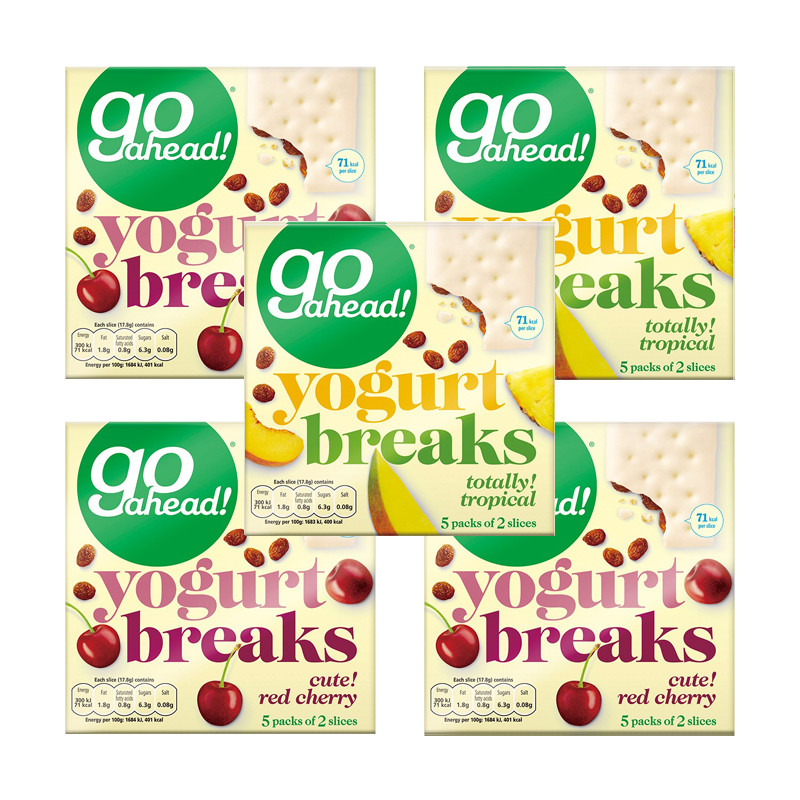 go
ahead!
®
71 kcal
per slice
yogurt
bre
Each slice (17.8g) contains
Energy Fat Saturated fatty acids Sugars Salt
300 kJ 71 kcal 1.8g 0.8g 6.3g 0.08g
Energy per 100g: 1684 kJ, 401 kcal
go
ahead!
®
71 kcal
per slice
yogurt
eaks
totally!
tropical
5 packs of 2 slices
go
ahead!
®
71 kcal
per slice
yogurt
breaks
totally!
tropical
Each slice (17.8g) contains
Energy Fat Saturated fatty acids Sugars Salt
300 kJ 71 kcal 1.8g 0.8g 6.3g 0.08g
Energy per 100g: 1683 kJ, 400 kcal
5 packs of 2 slices
go
ahead!
®
yogurt
breaks
cute!
red cherry
Each slice (17.8g) contains
Energy Fat Saturated fatty acids Sugars Salt
300 kJ 71 kcal 1.8g 0.8g 6.3g 0.08g
Energy per 100g: 1684 kJ, 401 kcal
5 packs of 2 slices
d!
®
71 kcal
per slice
yogurt
breaks
cute!
red cherry
Each slice (17.8g) contains
Energy Fat Saturated fatty acids Sugars Salt
300 kJ 71 kcal 1.8g 0.8g 6.3g 0.08g
Energy per 100g: 1684 kJ, 401 kcal
5 packs of 2 slices